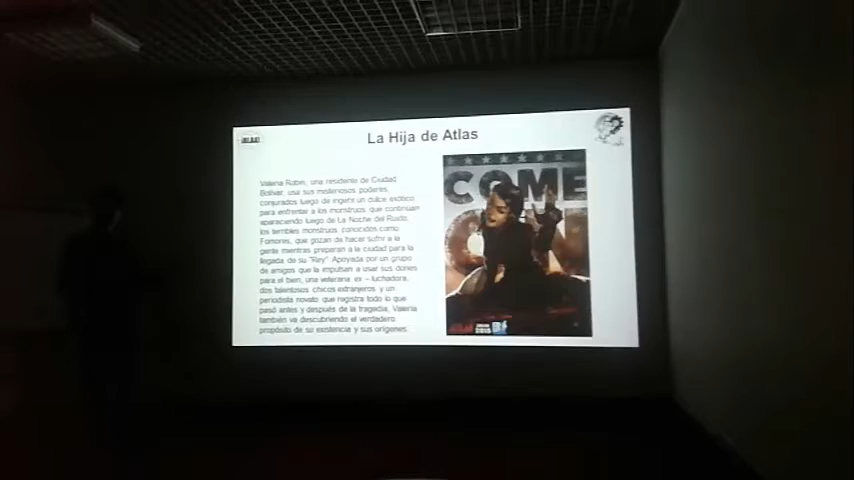 La Hija de Atlas
Valeria Robin, una residente de Ciudad
Bolívar, usa sus misteriosos poderes,
conjurados luego de ingerir un dulce exótico
para enfrentar a los monstruos que continúan
apareciendo luego de La Noche del Ruido,
los terribles monstruos conocidos como
Fomores, que gozan de hacer sufrir a la
gente mientras preparan a la ciudad para la
llegada de su "Rey" Apoyada por un grupo
de amigos que la impulsan a usar sus dones
para el bien, una veterana ex – luchadora,
dos talentosos chicos extranjeros y un
periodista novato que registra todo lo que
pasó antes y después de la tragedia, Valeria
también va descubriendo el verdadero
propósito de su existencia y sus orígenes.
COME